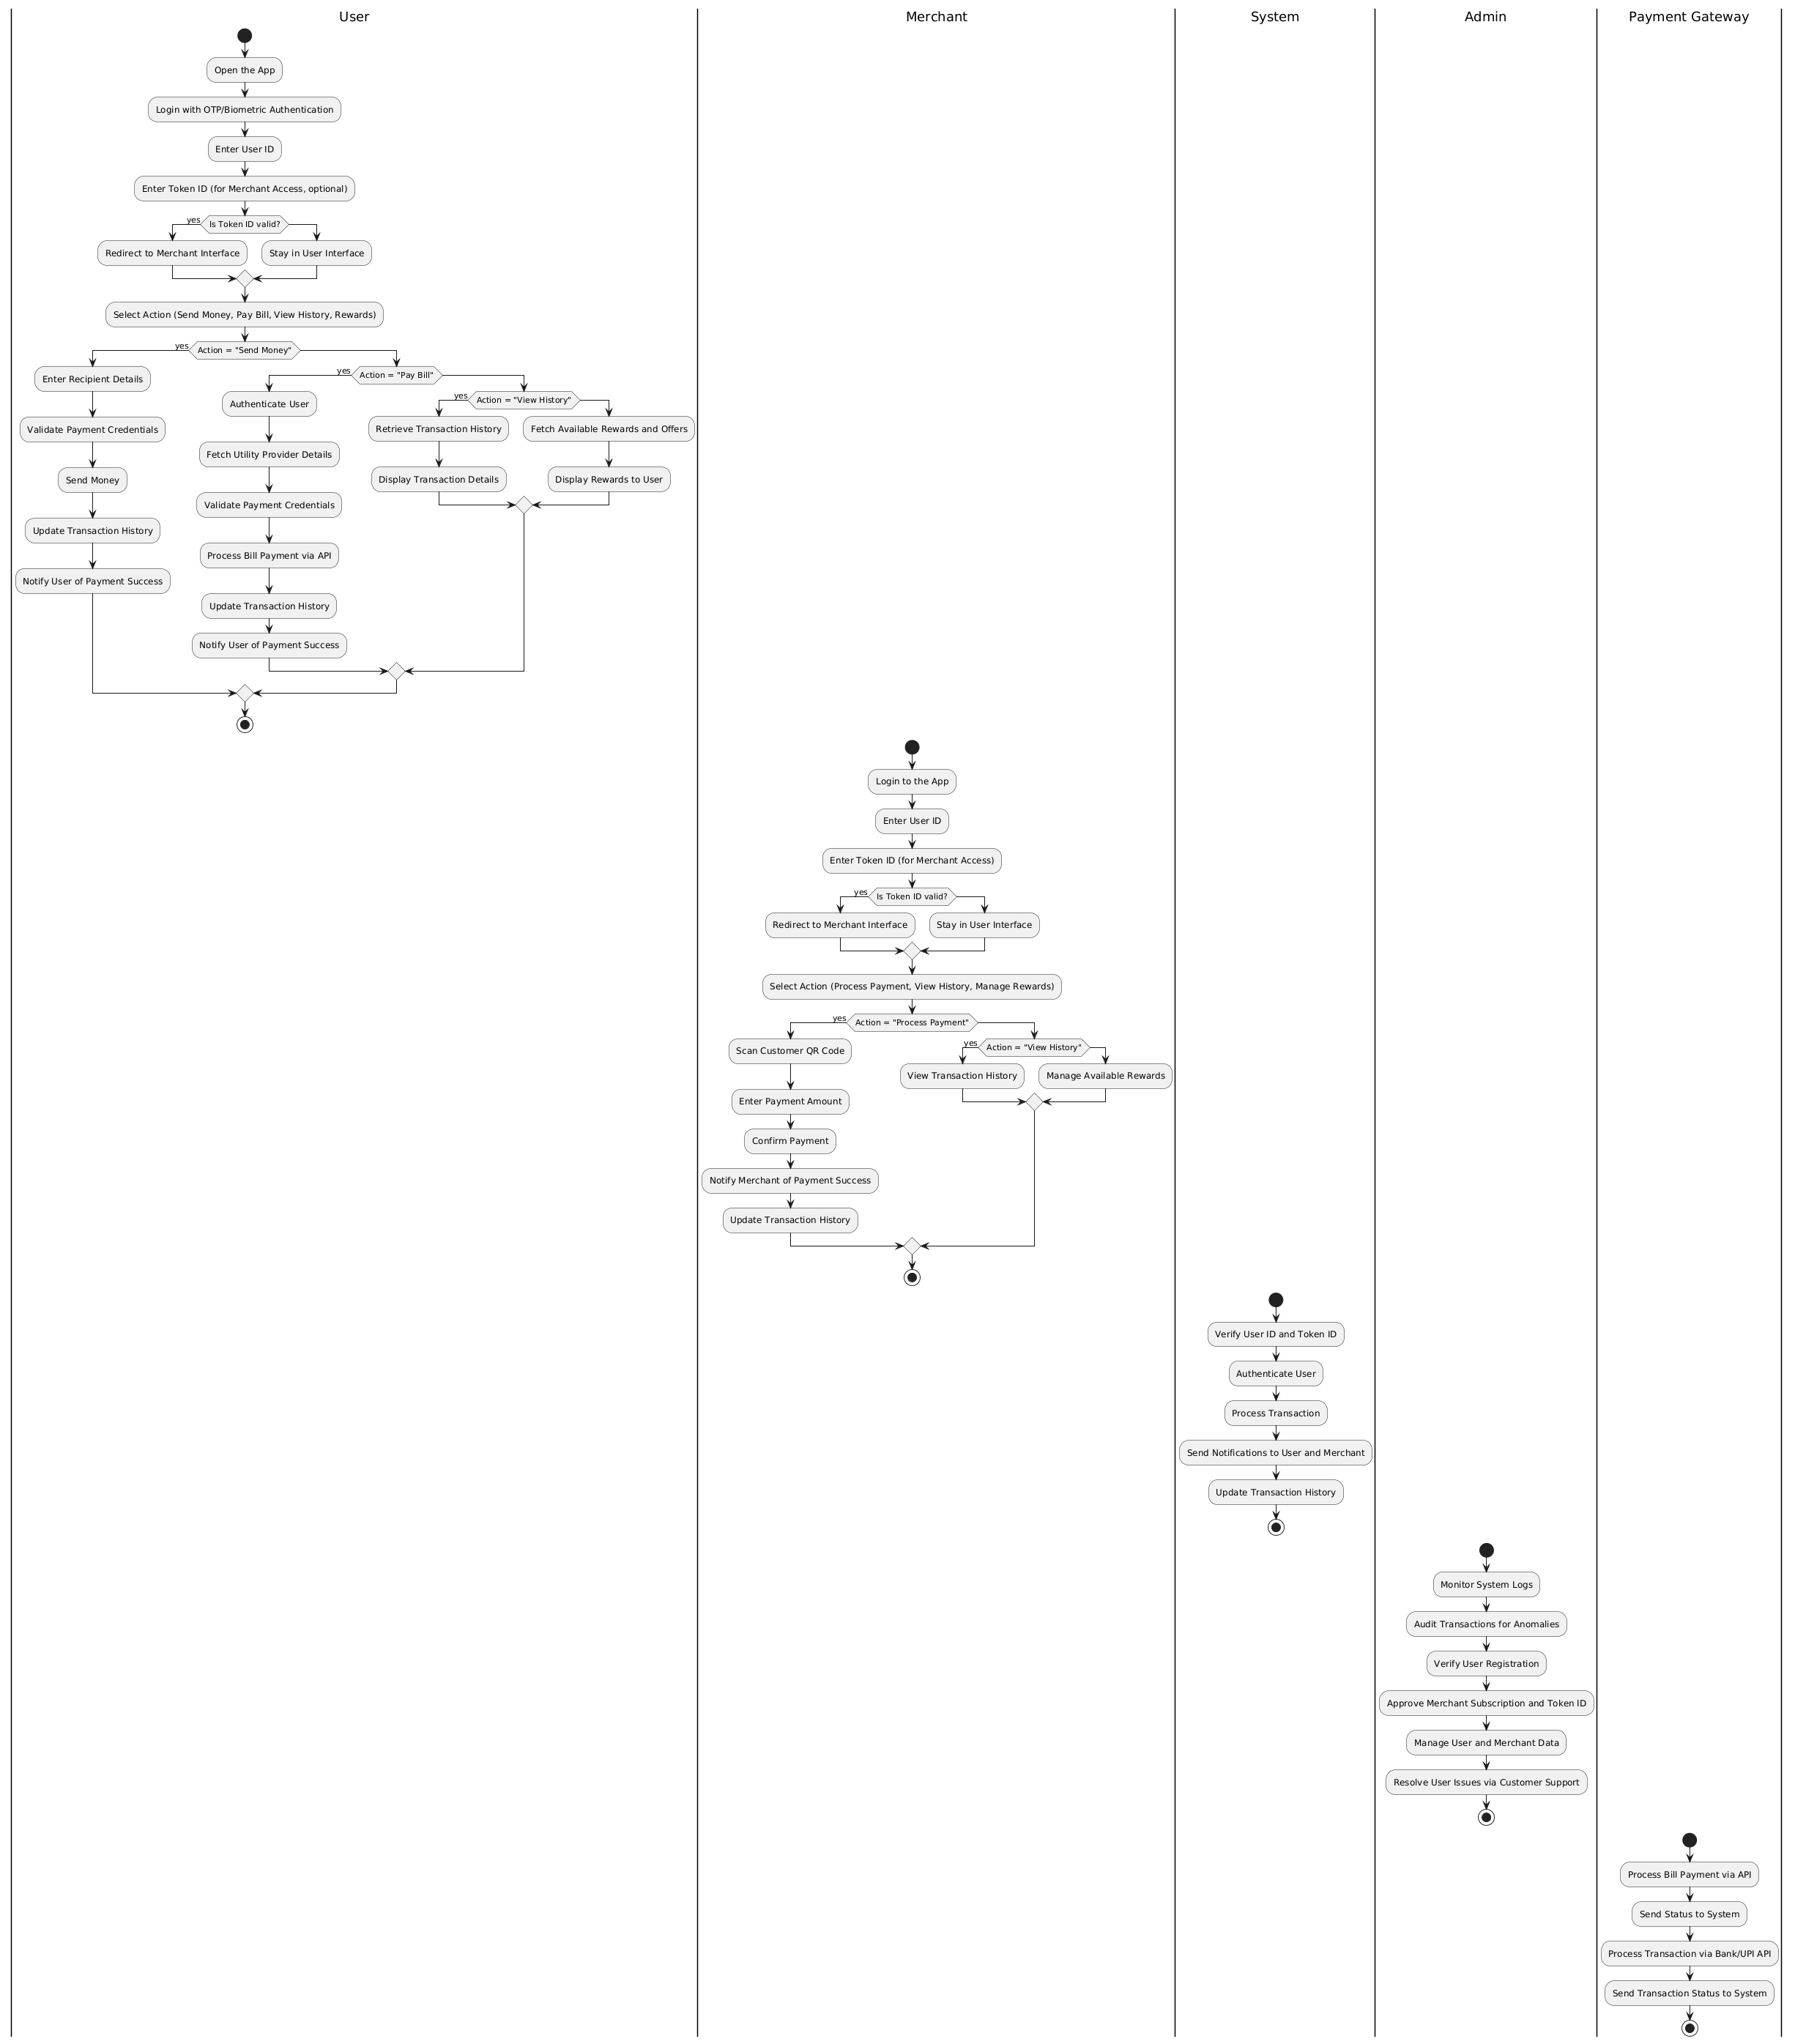 User
Merchant
System
Admin
Payment Gateway
Open the App
Login with OTP/Biometric Authentication
Enter User ID
Enter Token ID (for Merchant Access, optional)
yes
Is Token ID valid?
Redirect to Merchant Interface
Stay in User Interface
Select Action (Send Money, Pay Bill, View History, Rewards)
yes
Action = "Send Money"
Enter Recipient Details
Validate Payment Credentials
Send Money
Update Transaction History
Notify User of Payment Success
yes
Action = "Pay Bill"
Authenticate User
Fetch Utility Provider Details
Validate Payment Credentials
Process Bill Payment via API
Update Transaction History
Notify User of Payment Success
yes
Action = "View History"
Retrieve Transaction History
Display Transaction Details
Fetch Available Rewards and Offers
Display Rewards to User
Login to the App
Enter User ID
Enter Token ID (for Merchant Access)
yes
Is Token ID valid?
Redirect to Merchant Interface
Stay in User Interface
Select Action (Process Payment, View History, Manage Rewards)
yes
Action = "Process Payment"
Scan Customer QR Code
Enter Payment Amount
Confirm Payment
Notify Merchant of Payment Success
Update Transaction History
yes
Action = "View History"
View Transaction History
Manage Available Rewards
Verify User ID and Token ID
Authenticate User
Process Transaction
Send Notifications to User and Merchant
Update Transaction History
Monitor System Logs
Audit Transactions for Anomalies
Verify User Registration
Approve Merchant Subscription and Token ID
Manage User and Merchant Data
Resolve User Issues via Customer Support
Process Bill Payment via API
Send Status to System
Process Transaction via Bank/UPI API
Send Transaction Status to System